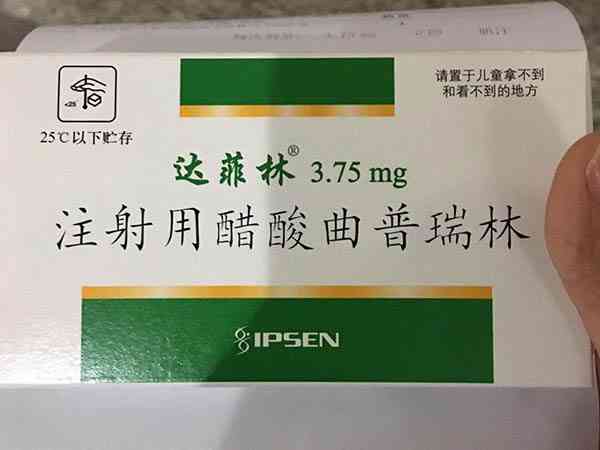 请置于儿童拿不到
和看不到的地方
<25°
25℃以下贮存
达菲林® 3.75 mg
注射用醋酸曲普瑞林
IPSEN